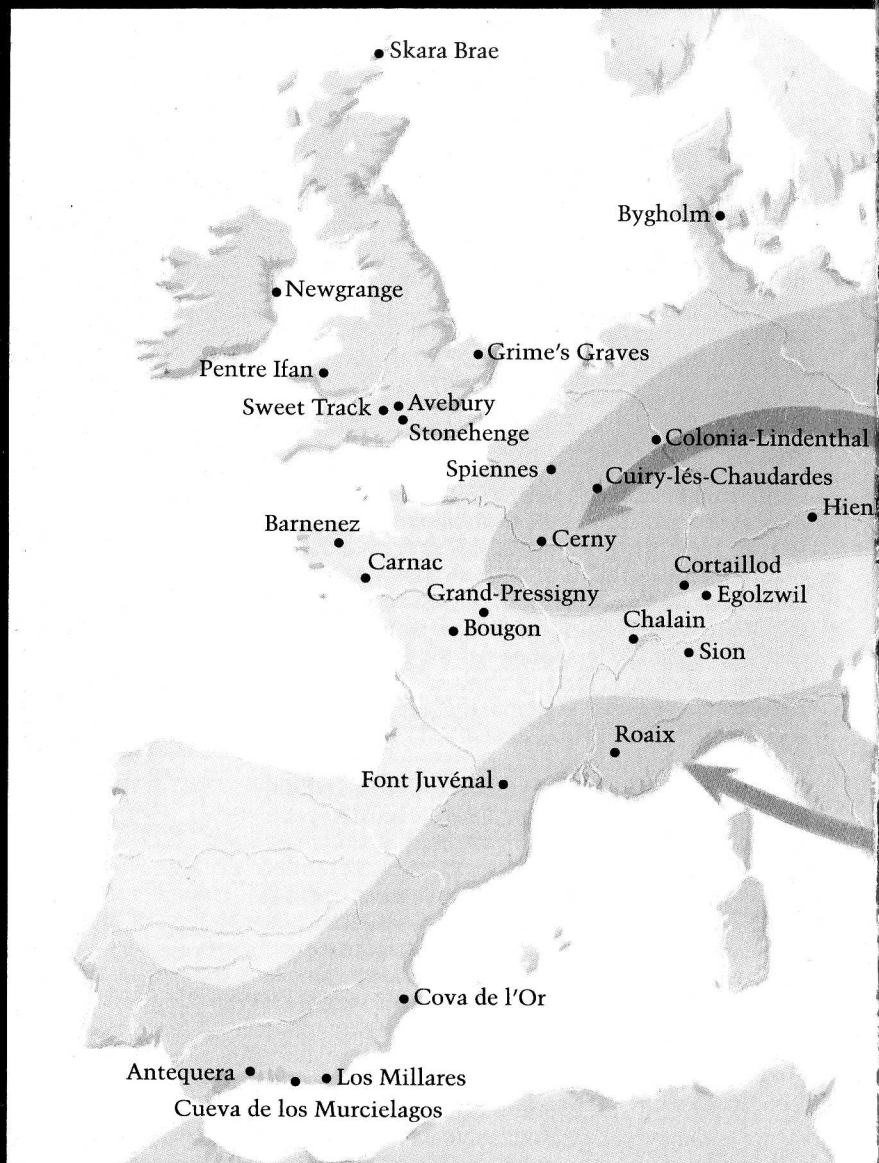 Skara Brae
Bygholm
Newgrange
Grime's Graves
Pentre Ifan
Sweet Track
Avebury
Stonehenge
Colonia-Lindenthal
Spiennes
Cuiry-lés-Chaudardes
Hien
Barnenez
Cerny
Carnac
Cortaillod
Grand-Pressigny
Egolzwil
Bougon
Chalain
Sion
Roaix
Font Juvénal
Cova de l'Or
Antequera
Los Millares
Cueva de los Murcielagos